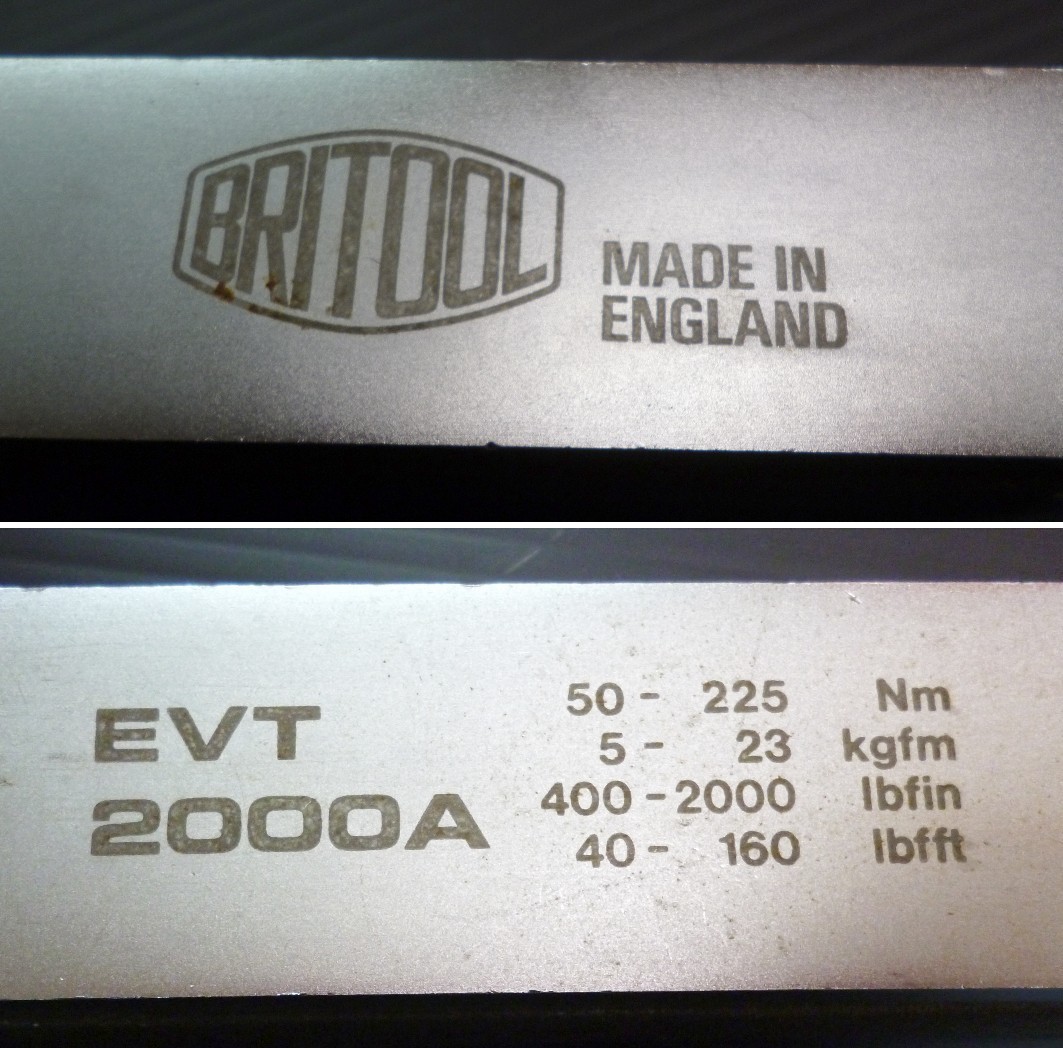 BRITOOL
MADE IN
ENGLAND
EVT
2000A
50 - 225 Nm
5 - 23 kgfm
400 - 2000 lbfin
40 - 160 lbfft